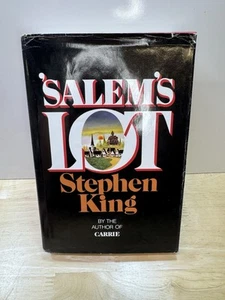 'SALEM'S
LOT
Stephen
King
BY THE
AUTHOR OF
CARRIE